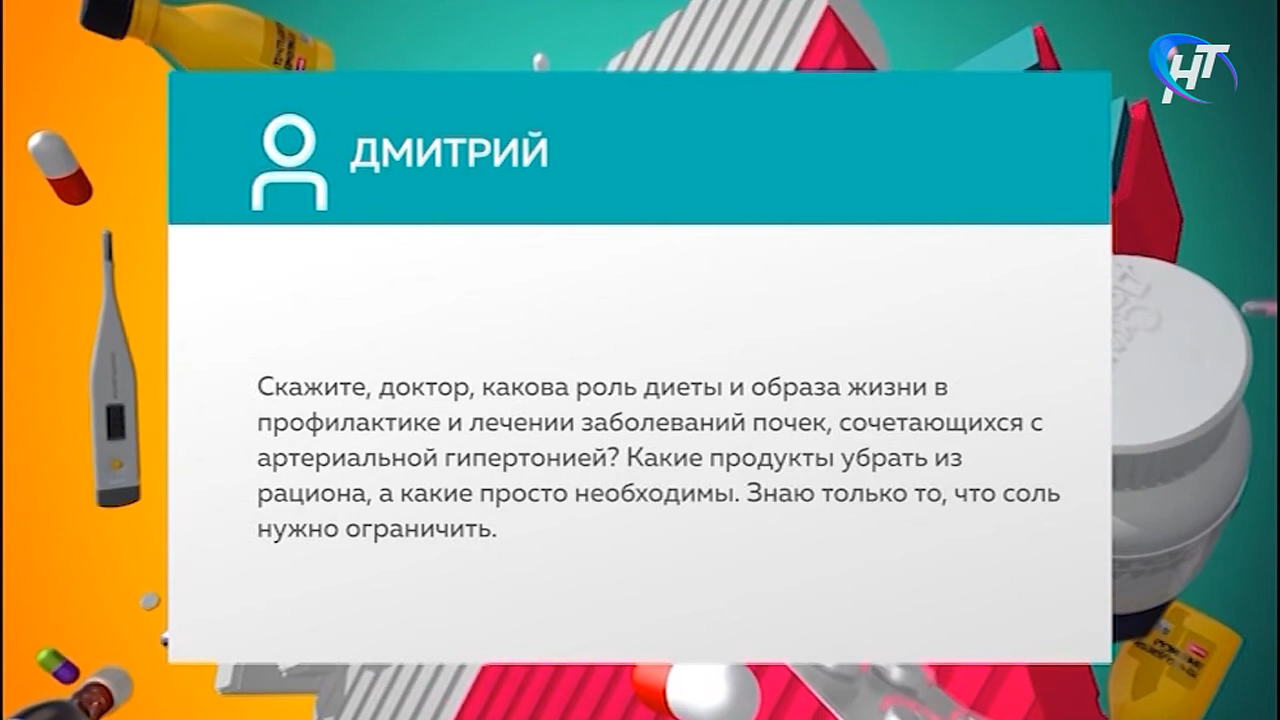 НТ
ДМИТРИЙ
Скажите, доктор, какова роль диеты и образа жизни в
профилактике и лечении заболеваний почек, сочетающихся с
артериальной гипертонией? Какие продукты убрать из
рациона, а какие просто необходимы. Знаю только то, что соль
нужно ограничить.